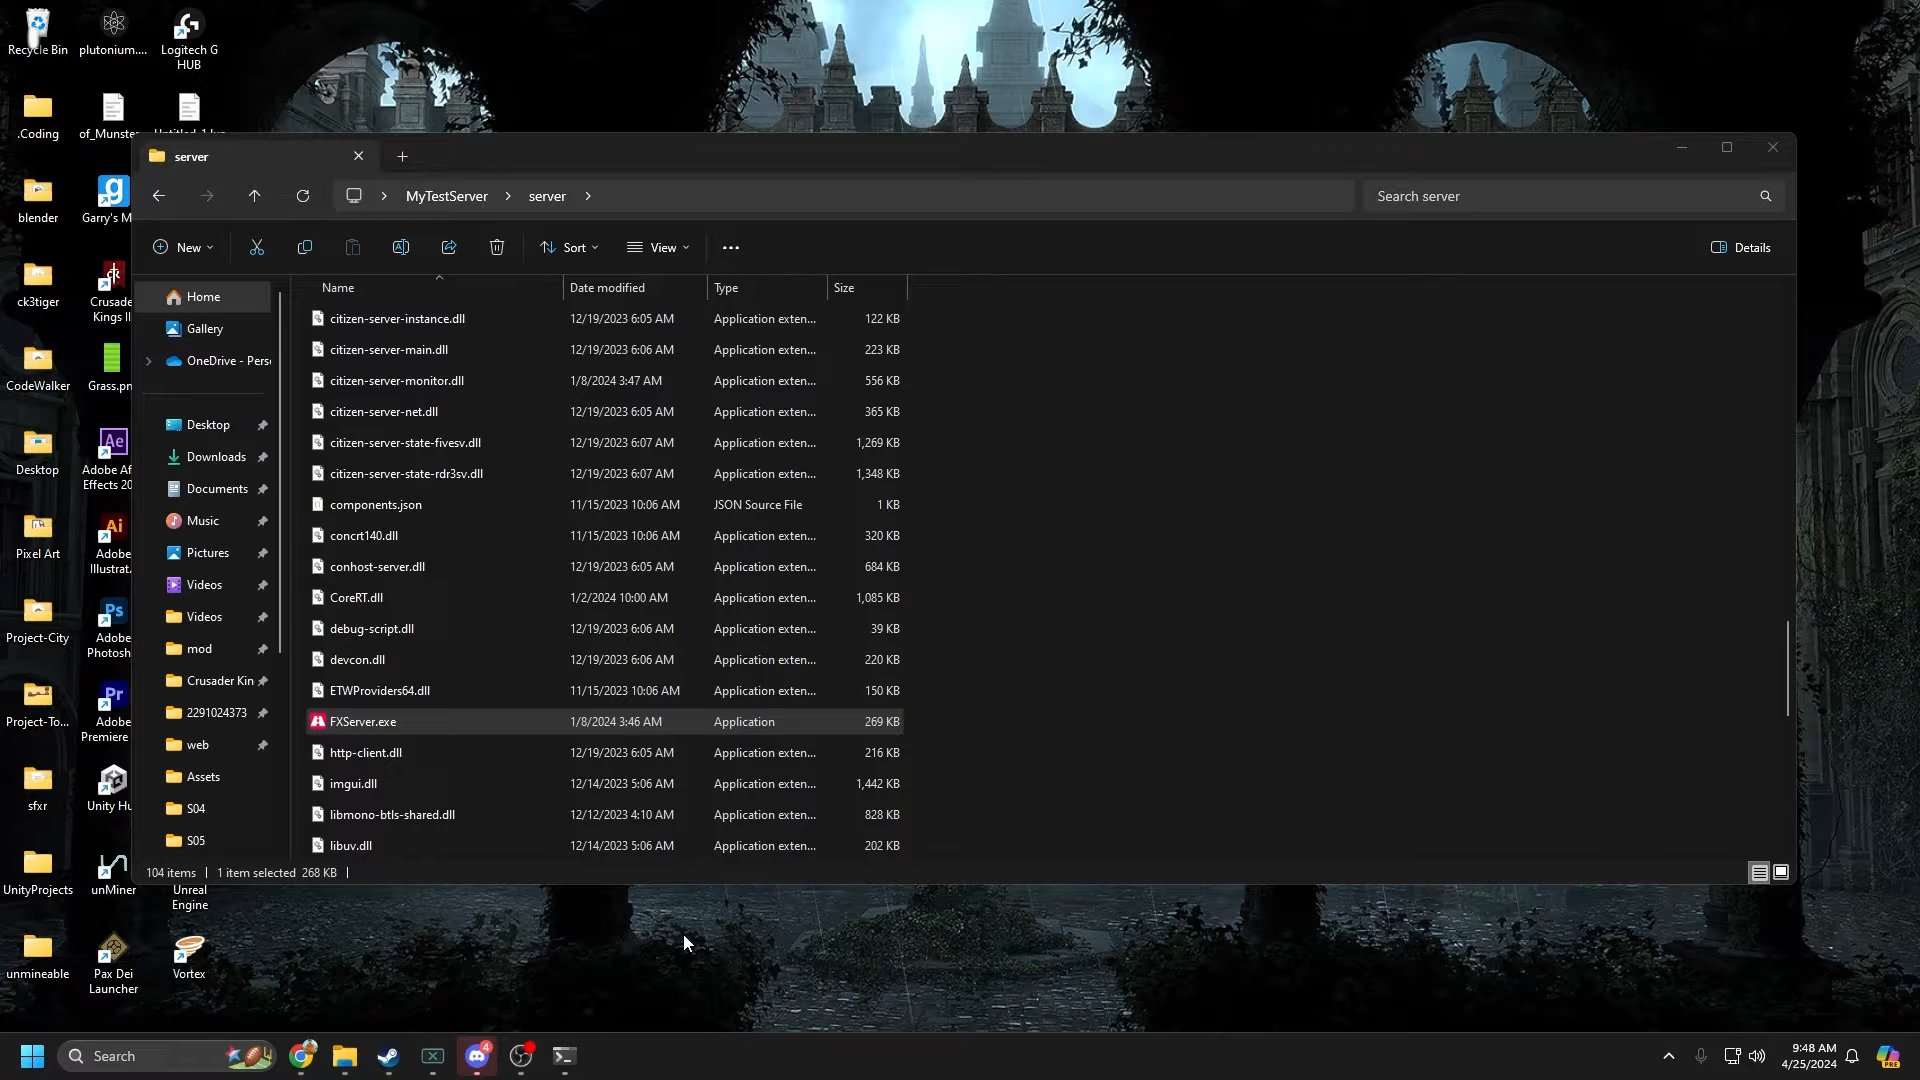 Recycle Bin
plutonium....
Logitech G
HUB
.Coding
of_Munster
blender
Garry's M
ck3tiger
Crusade
Kings II
CodeWalker
Grass.pn
Desktop
Adobe Af
Effects 20
Pixel Art
Adobe
Illustrat.
Project-City
Adobe
Photosh
Project-To...
Adobe
Premiere
sfxr
Unity Hu
UnityProjects
unMiner
Unreal
Engine
unmineable
Pax Dei
Launcher
Vortex
server
MyTestServer
server
Search server
New
Sort
View
Details
Home
Gallery
OneDrive - Pers
Desktop
Downloads
Documents
Music
Pictures
Videos
Videos
mod
Crusader Kin
2291024373
web
Assets
S04
S05
Name Date modified Type Size
citizen-server-instance.dll 12/19/2023 6:05 AM Application exten... 122 KB
citizen-server-main.dll 12/19/2023 6:06 AM Application exten... 223 KB
citizen-server-monitor.dll 1/8/2024 3:47 AM Application exten... 556 KB
citizen-server-net.dll 12/19/2023 6:05 AM Application exten... 365 KB
citizen-server-state-fivesv.dll 12/19/2023 6:07 AM Application exten... 1,269 KB
citizen-server-state-rdr3sv.dll 12/19/2023 6:07 AM Application exten... 1,348 KB
components.json 11/15/2023 10:06 AM JSON Source File 1 KB
concrt140.dll 11/15/2023 10:06 AM Application exten... 320 KB
conhost-server.dll 12/19/2023 6:05 AM Application exten... 684 KB
CoreRT.dll 1/2/2024 10:00 AM Application exten... 1,085 KB
debug-script.dll 12/19/2023 6:06 AM Application exten... 39 KB
devcon.dll 12/19/2023 6:06 AM Application exten... 220 KB
ETWProviders64.dll 11/15/2023 10:06 AM Application exten... 150 KB
FXServer.exe 1/8/2024 3:46 AM Application 269 KB
http-client.dll 12/19/2023 6:05 AM Application exten... 216 KB
imgui.dll 12/14/2023 5:06 AM Application exten... 1,442 KB
libmono-btls-shared.dll 12/12/2023 4:10 AM Application exten... 828 KB
libuv.dll 12/14/2023 5:06 AM Application exten... 202 KB
104 items 1 item selected 268 KB
Search
4
9:48 AM
4/25/2024
PRE